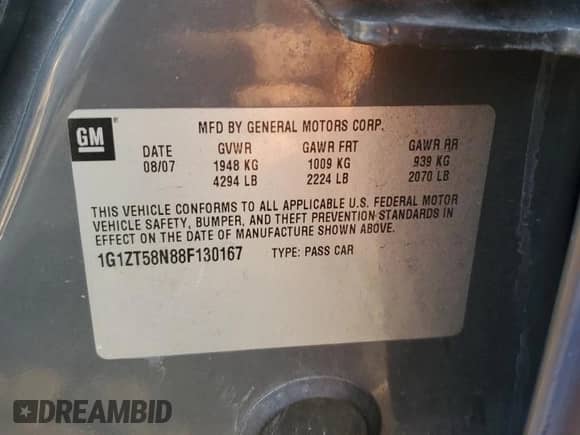 GM
MFD BY GENERAL MOTORS CORP.
DATE GVWR GAWR FRT GAWR RR
08/07 1948 KG 1009 KG 939 KG
4294 LB 2224 LB 2070 LB
THIS VEHICLE CONFORMS TO ALL APPLICABLE U.S. FEDERAL MOTOR
VEHICLE SAFETY, BUMPER, AND THEFT PREVENTION STANDARDS IN
EFFECT ON THE DATE OF MANUFACTURE SHOWN ABOVE.
1G1ZT58N88F130167 TYPE: PASS CAR
DREAMBID